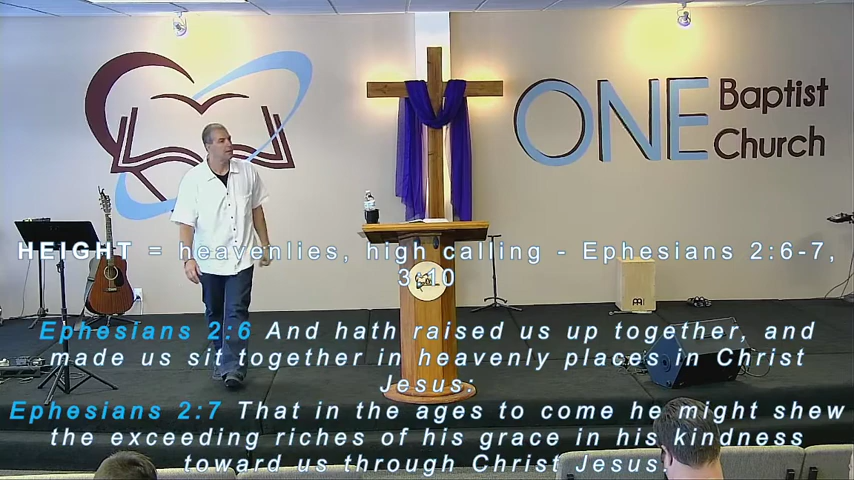 ONE Baptist
Church
HEIGHT = heavenlies, high calling - Ephesians 2:6-7,
3:10
Ephesians 2:6 And hath raised us up together, and
made us sit together in heavenly places in Christ
Jesus:
Ephesians 2:7 That in the ages to come he might shew
the exceeding riches of his grace in his kindness
toward us through Christ Jesus.